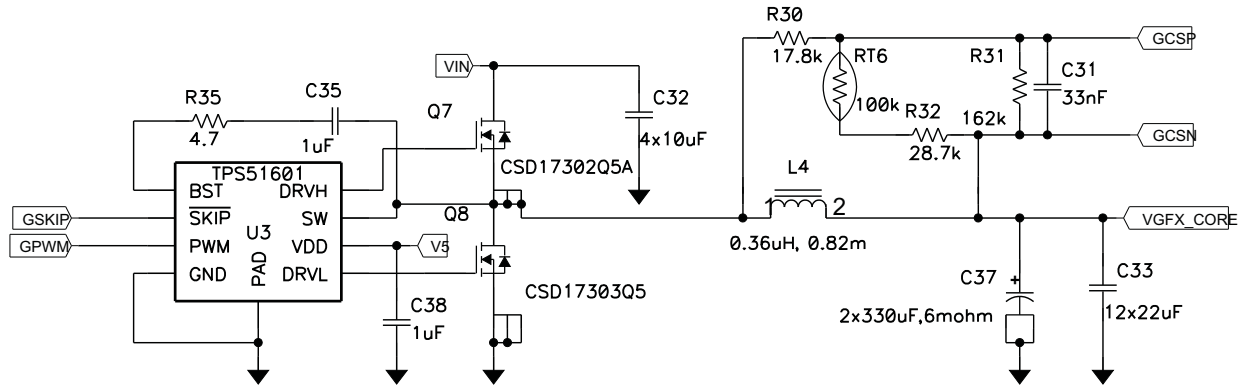 R30
17.8k
GCSP
RT6
100k
R31
162k
C31
33nF
R32
28.7k
GCSN
VIN
C32
4x10uF
C35
1uF
R35
4.7
Q7
CSD17302Q5A
TPS51601
BST
DRVH
SKIP
SW
PWM
VDD
GND
DRVL
U3
PAD
GSKIP
GPWM
V5
Q8
CSD17303Q5
C38
1uF
L4
1
2
0.36uH, 0.82m
VGFX_CORE
C37
+
2x330uF,6mohm
C33
12x22uF